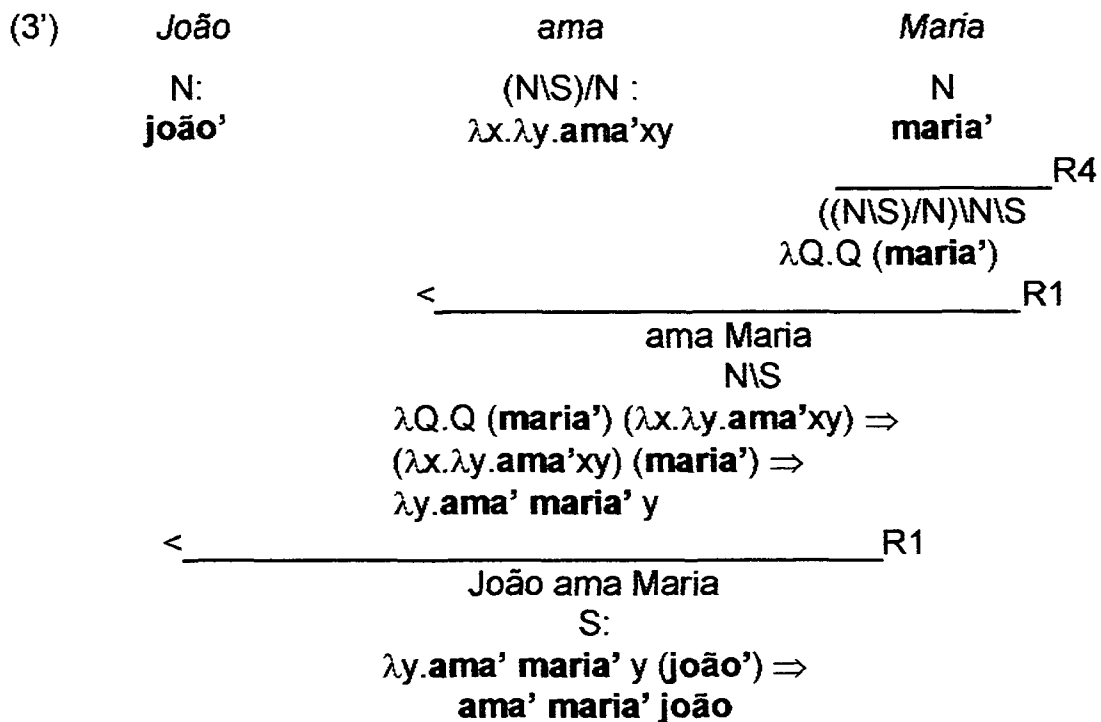 (3') João ama Maria
N: (N\S)/N : N
joão' λx.λy.ama'xy maria'
R4
((N\S)/N)\N\S
λQ.Q (maria')
< R1
ama Maria
N\S
λQ.Q (maria') (λx.λy.ama'xy) ⇒
(λx.λy.ama'xy) (maria') ⇒
λy.ama' maria' y
< R1
João ama Maria
S:
λy.ama' maria' y (joão') ⇒
ama' maria' joão